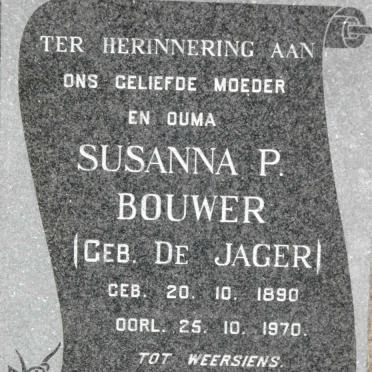 TER HERINNERING AAN
ONS GELIEFDE MOEDER
EN OUMA
SUSANNA P.
BOUWER
(GEB. DE JAGER)
GEB. 20. 10. 1890
OORL. 25. 10. 1970.
TOT WEERSIENS.